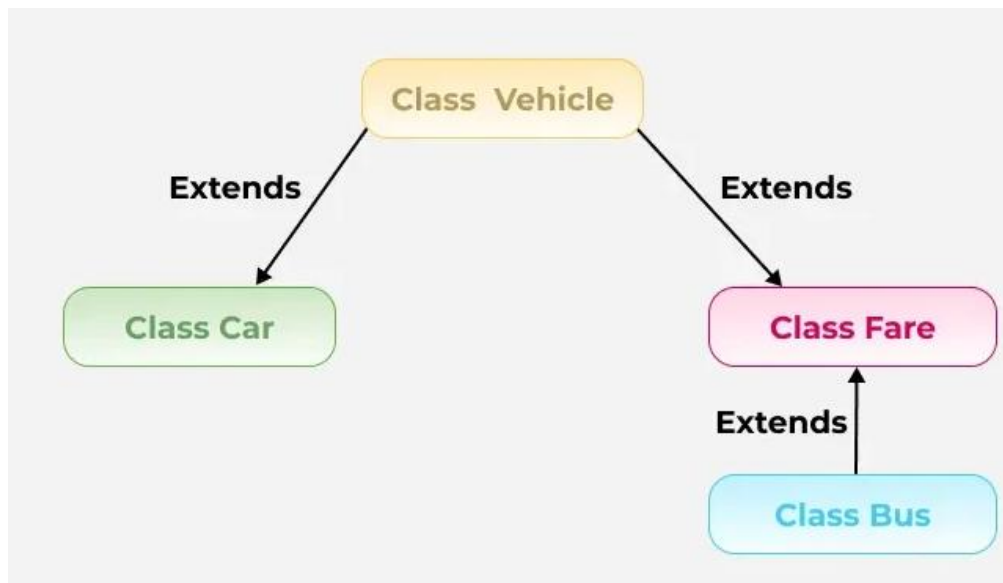 Class Vehicle
Extends
Extends
Class Car
Class Fare
Extends
Class Bus